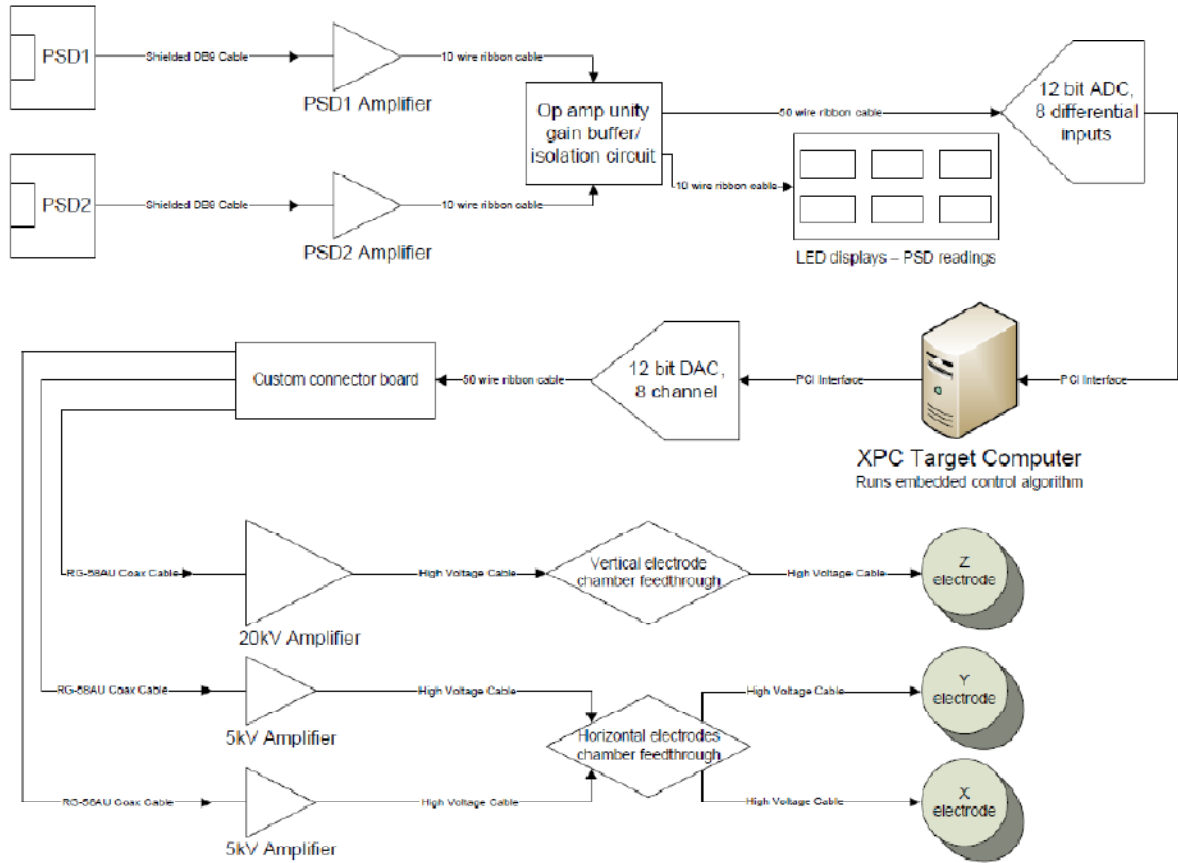 PSD1
Shielded DB9 Cable
10 wire ribbon cable
PSD1 Amplifier
Op amp unity
gain buffer/
isolation circuit
50 wire ribbon cable
12 bit ADC,
8 differential
inputs
PSD2
Shielded DB9 Cable
10 wire ribbon cable
10 wire ribbon cable
PSD2 Amplifier
LED displays – PSD readings
Custom connector board
50 wire ribbon cable
12 bit DAC,
8 channel
PCI Interface
PCI Interface
XPC Target Computer
Runs embedded control algorithm
RG-58AU Coax Cable
High Voltage Cable
Vertical electrode
chamber feedthrough
High Voltage Cable
Z
electrode
20kV Amplifier
RG-58AU Coax Cable
High Voltage Cable
High Voltage Cable
Y
electrode
5kV Amplifier
Horizontal electrodes
chamber feedthrough
RG-58AU Coax Cable
High Voltage Cable
High Voltage Cable
X
electrode
5kV Amplifier